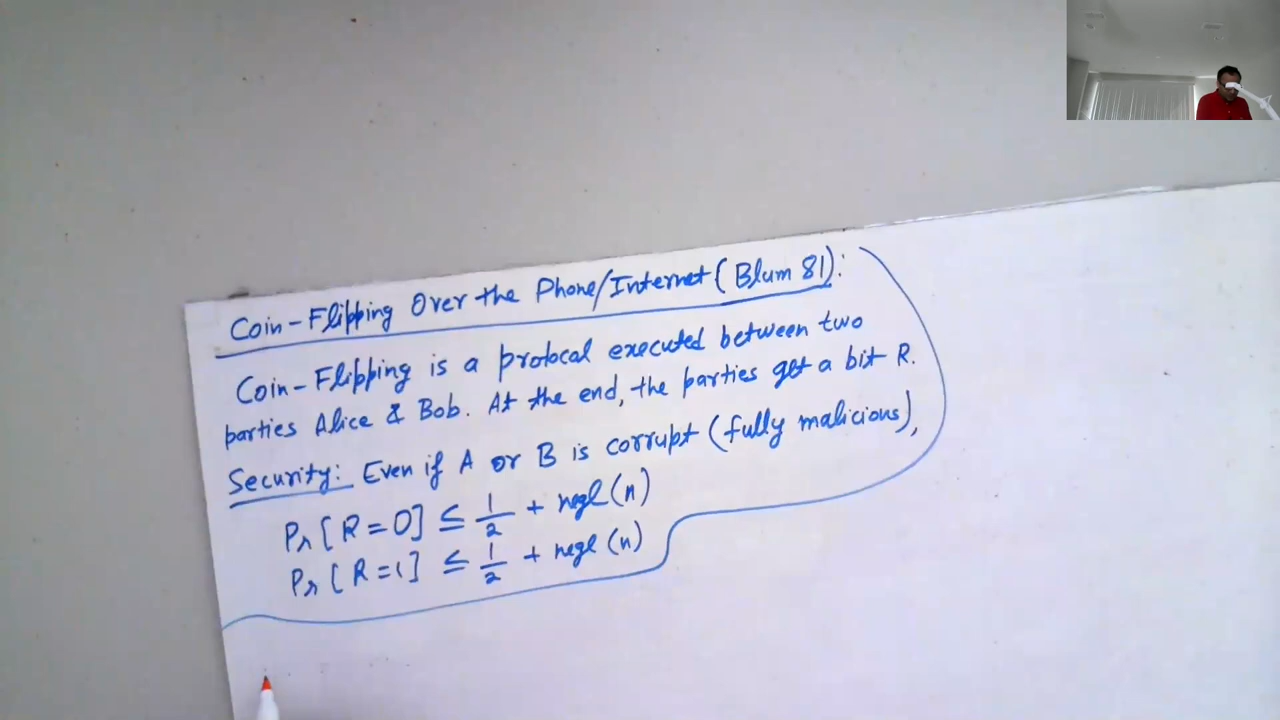 Coin-Flipping Over the Phone/Internet (Blum 81):
Coin-Flipping is a protocal executed between two
parties Alice & Bob. At the end, the parties get a bit R.
Security: Even if A or B is corrupt (fully malicious),
Pr[R=0] ≤ 1/2 + negl(n)
Pr[R=1] ≤ 1/2 + negl(n)